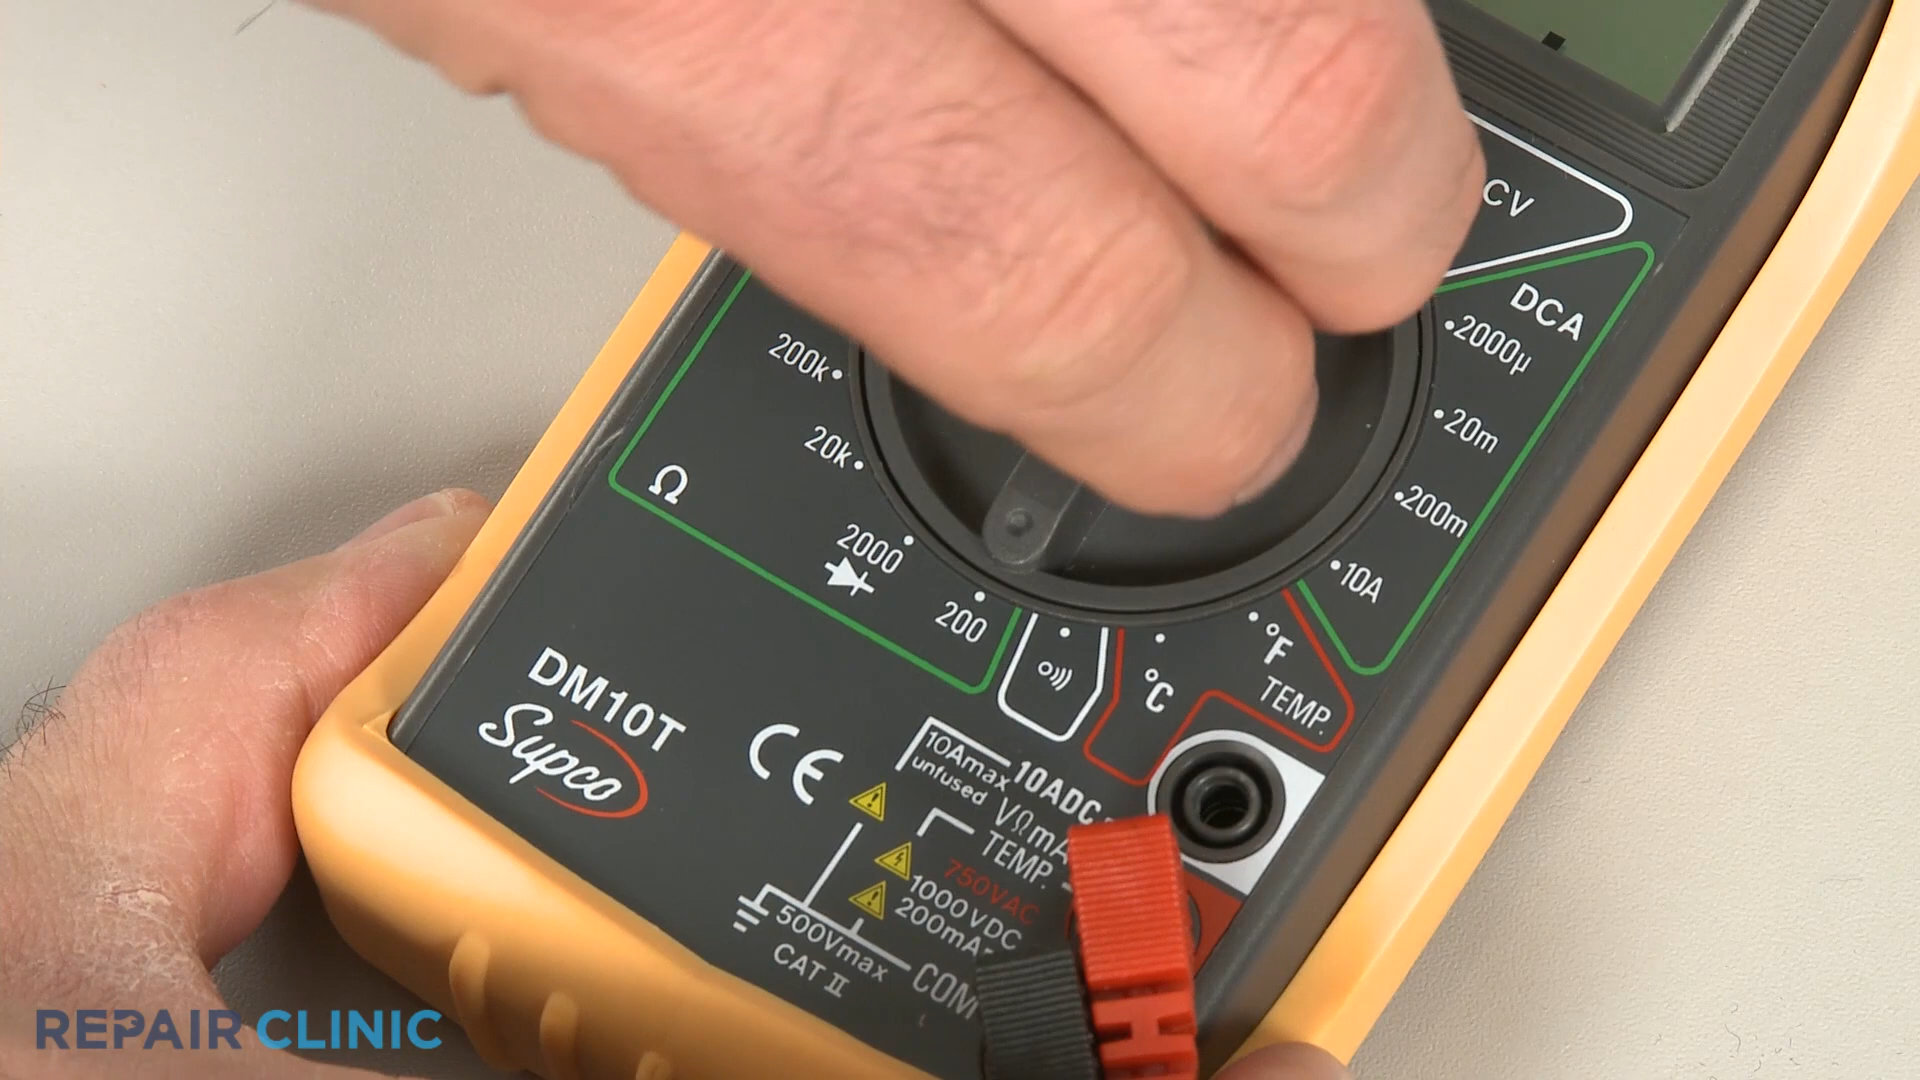 CV
DCA
2000µ
20m
200m
10A
200k
20k
Ω
2000
200
°C
°F
TEMP.
DM10T
Supco
CE
10Amax
unfused
10ADC
VΩmA
TEMP.
750VAC
1000VDC
200mA
500Vmax
CAT II
COM
REPAIR CLINIC